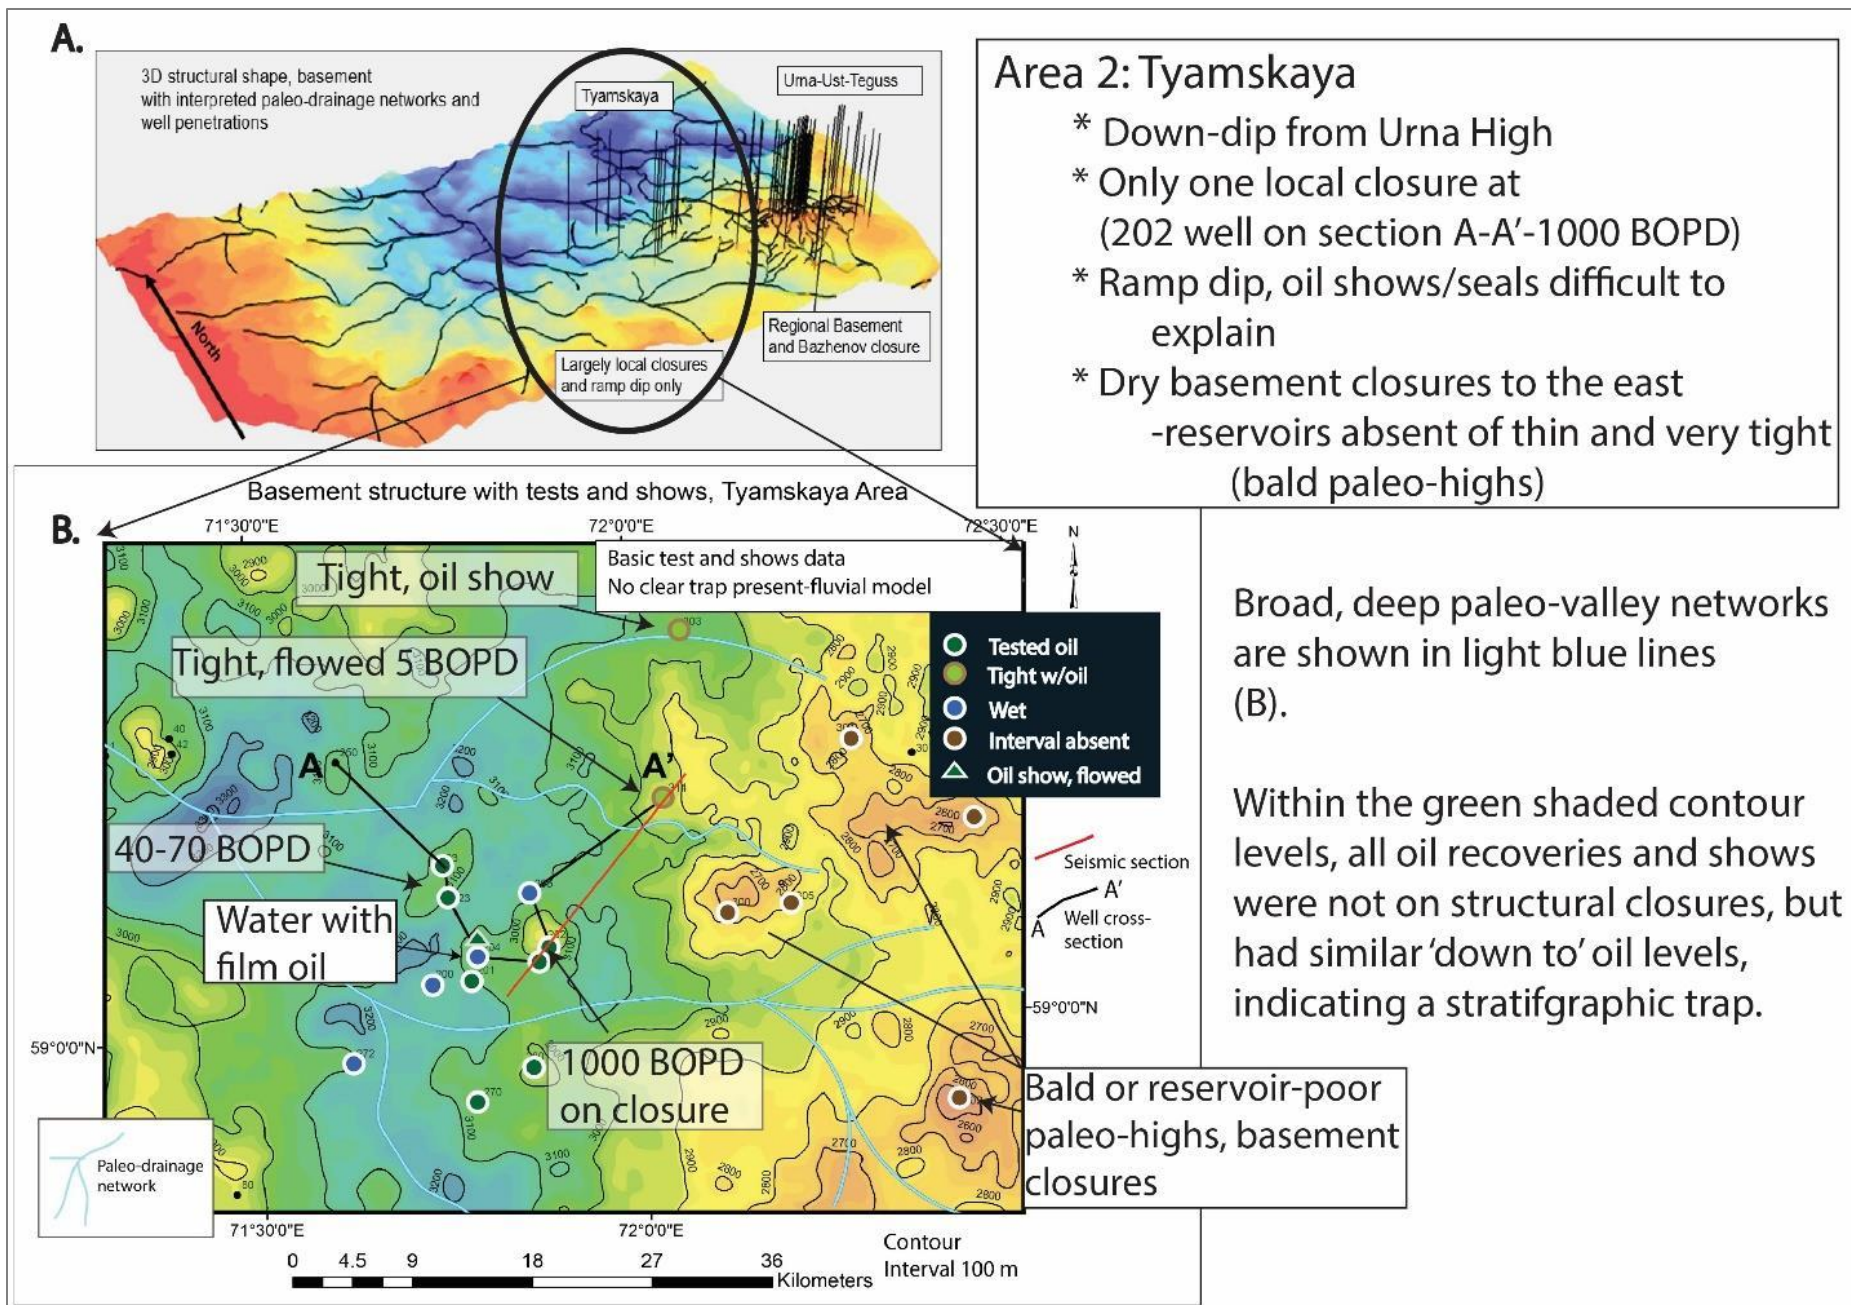 A.
3D structural shape, basement
with interpreted paleo-drainage networks and
well penetrations
Tyamskaya
Urna-Ust-Teguss
North
Largely local closures
and ramp dip only
Regional Basement
and Bazhenov closure
Area 2: Tyamskaya
* Down-dip from Urna High
* Only one local closure at
(202 well on section A-A'-1000 BOPD)
* Ramp dip, oil shows/seals difficult to
explain
* Dry basement closures to the east
-reservoirs absent of thin and very tight
(bald paleo-highs)
Basement structure with tests and shows, Tyamskaya Area
B.
71°30'0"E
72°0'0"E
72°30'0"E
N
Tight, oil show
Basic test and shows data
No clear trap present-fluvial model
Tight, flowed 5 BOPD
Tested oil
Tight w/oil
Wet
Interval absent
Oil show, flowed
A
A'
40-70 BOPD
Water with
film oil
1000 BOPD
on closure
Seismic section
A'
A
Well cross-
section
59°0'0"N
59°0'0"N
Bald or reservoir-poor
paleo-highs, basement
closures
Paleo-drainage
network
71°30'0"E
72°0'0"E
0 4.5 9 18 27 36
Kilometers
Contour
Interval 100 m
Broad, deep paleo-valley networks
are shown in light blue lines
(B).
Within the green shaded contour
levels, all oil recoveries and shows
were not on structural closures, but
had similar 'down to' oil levels,
indicating a stratifgraphic trap.